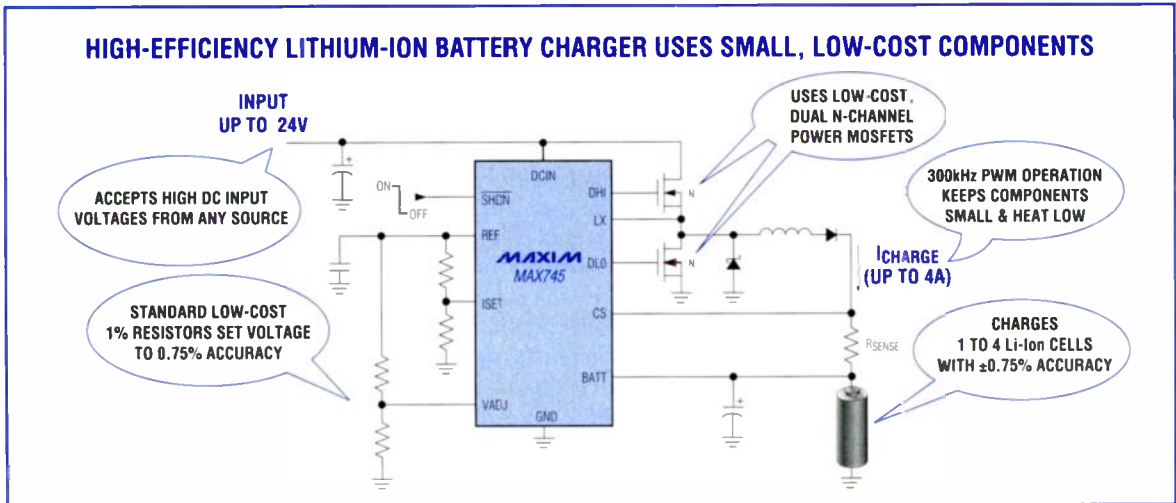 HIGH-EFFICIENCY LITHIUM-ION BATTERY CHARGER USES SMALL, LOW-COST COMPONENTS
INPUT
UP TO 24V
USES LOW-COST,
DUAL N-CHANNEL
POWER MOSFETS
ACCEPTS HIGH DC INPUT
VOLTAGES FROM ANY SOURCE
300kHz PWM OPERATION
KEEPS COMPONENTS
SMALL & HEAT LOW
ON
OFF
DCIN
SHDN
REF
ISET
VADJ
GND
MAXIM
MAX745
DHI
LX
DLO
CS
BATT
N
N
ICHARGE
(UP TO 4A)
RSENSE
STANDARD LOW-COST
1% RESISTORS SET VOLTAGE
TO 0.75% ACCURACY
CHARGES
1 TO 4 Li-Ion CELLS
WITH ±0.75% ACCURACY
+
+